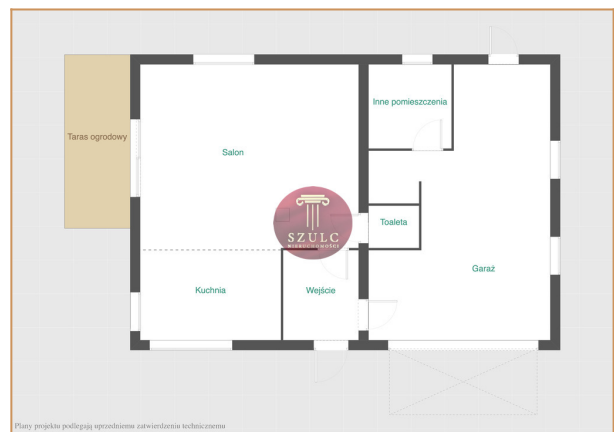 Inne pomieszczenia
Taras ogrodowy
Salon
Toaleta
SZULC
NIERUCHOMOŚCI
Garaż
Kuchnia
Wejście
Plany projektu podlegają uprzedniemu zatwierdzeniu technicznemu